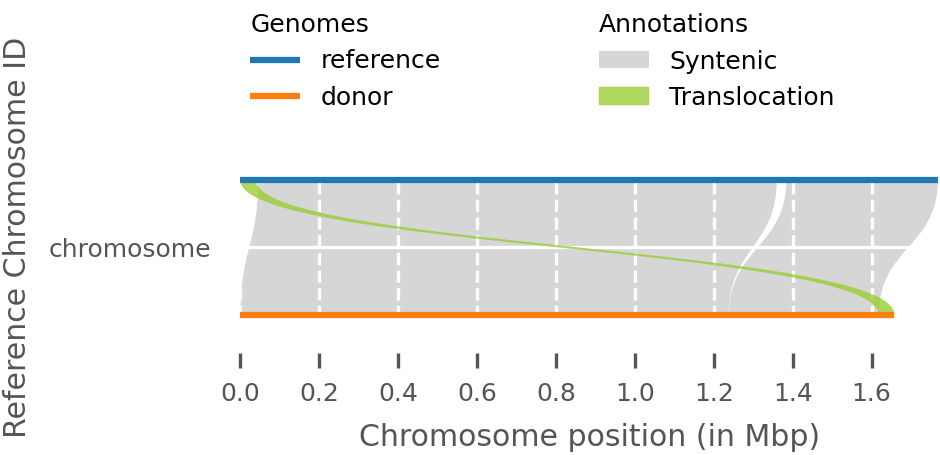 Genomes
reference
donor
Annotations
Syntenic
Translocation
Reference Chromosome ID
chromosome
0.0 0.2 0.4 0.6 0.8 1.0 1.2 1.4 1.6
Chromosome position (in Mbp)